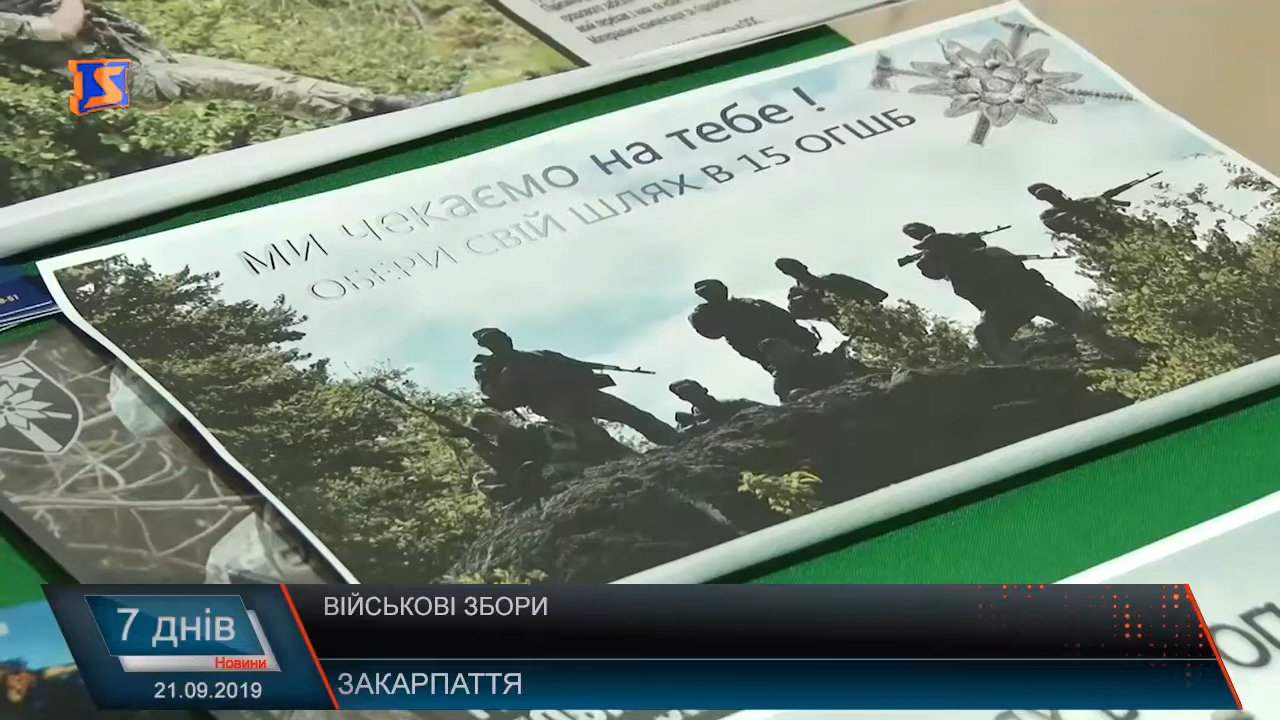 Ми чекаємо на тебе !
ОБЕРИ СВІЙ ШЛЯХ В 15 ОГШБ
ВІЙСЬКОВІ ЗБОРИ
7 днів
Новини
21.09.2019
ЗАКАРПАТТЯ